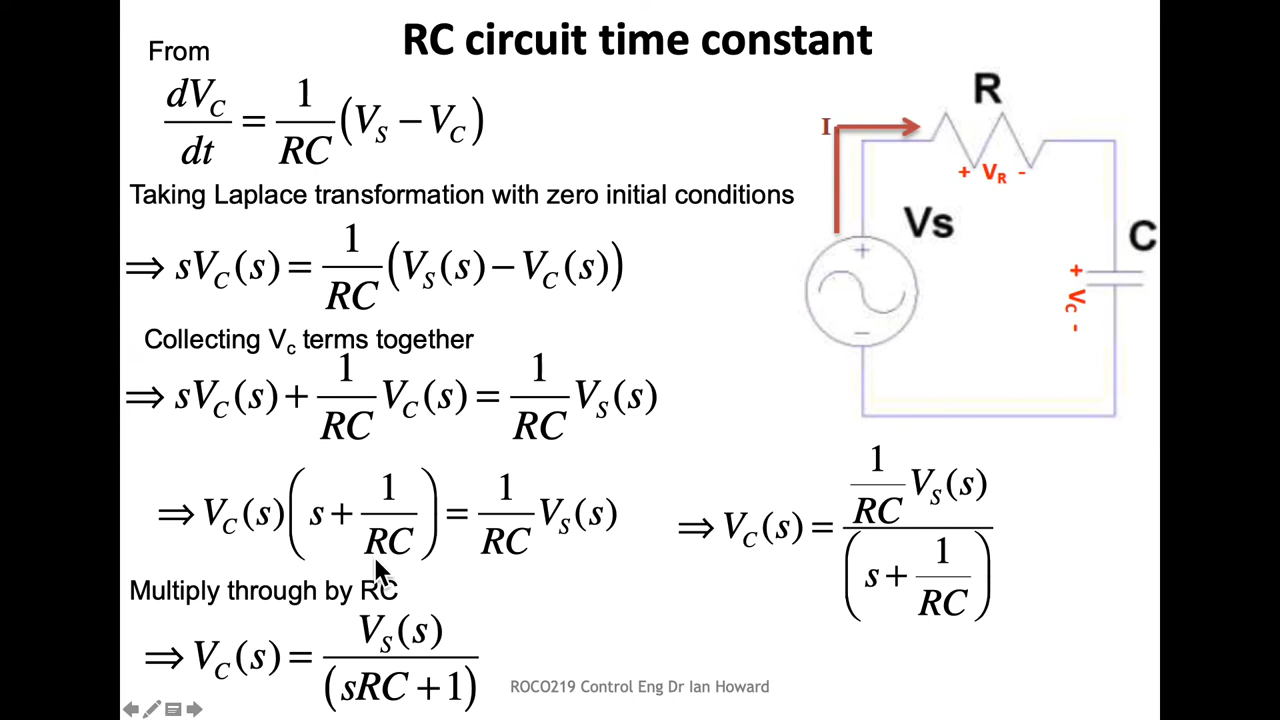 RC circuit time constant
From
dV_C/dt = 1/RC (V_S − V_C)
Taking Laplace transformation with zero initial conditions
⇒ sV_C(s) = 1/RC (V_S(s) − V_C(s))
Collecting V_c terms together
⇒ sV_C(s) + 1/RC V_C(s) = 1/RC V_S(s)
⇒ V_C(s)(s + 1/RC) = 1/RC V_S(s)
⇒ V_C(s) = (1/RC V_S(s))/(s + 1/RC)
Multiply through by RC
⇒ V_C(s) = V_S(s)/(sRC + 1)
R
I
+ V_R -
Vs
+
−
C
+ V_C -
ROCO219 Control Eng Dr Ian Howard